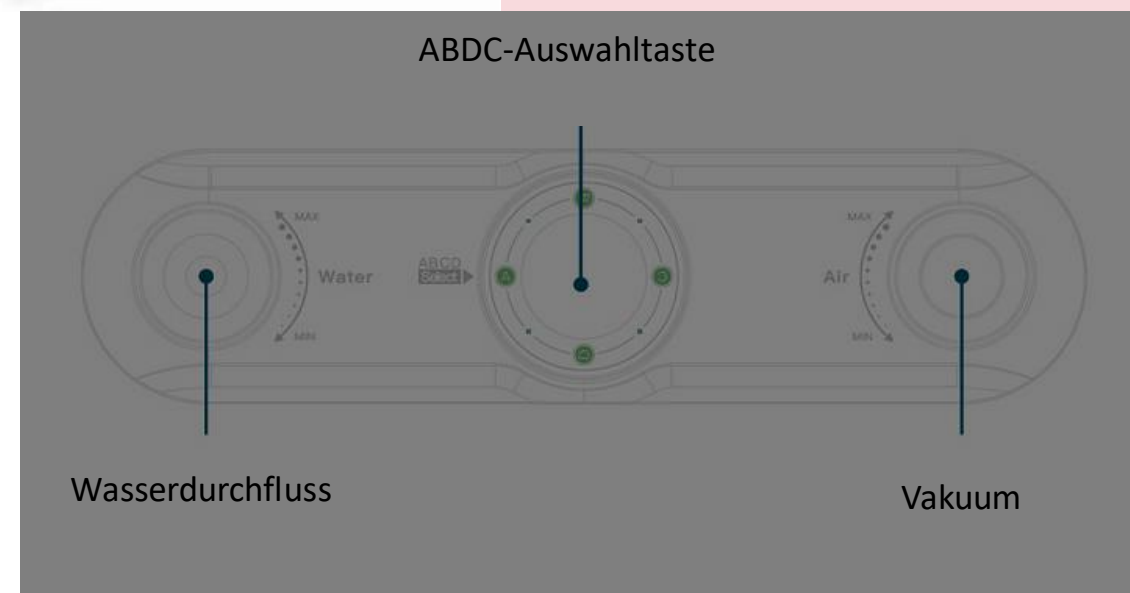 ABDC-Auswahltaste
MAX
MAX
ABCD
Select
Water
A
Air
MIN
MIN
Wasserdurchfluss
Vakuum